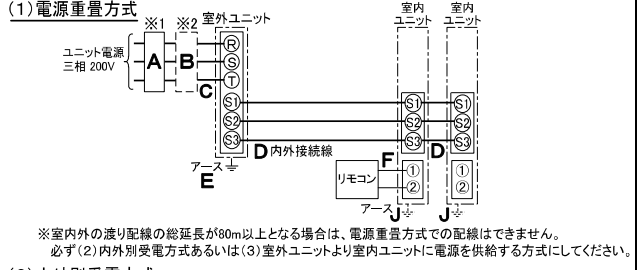 (1)電源重畳方式
※1 ※2 室外ユニット
室内
ユニット
室内
ユニット
ユニット電源
三相 200V
A
B
C
R
S
T
S1 S1 S1
S2 S2 S2
S3 S3 S3
D 内外接続線
D
アース
E
F
リモコン
① ①
② ②
アース J
J
※室内外の渡り配線の総延長が80m以上となる場合は、電源重畳方式での配線はできません。
必ず(2)内外別受電方式あるいは(3)室外ユニットより室内ユニットに電源を供給する方式にしてください。